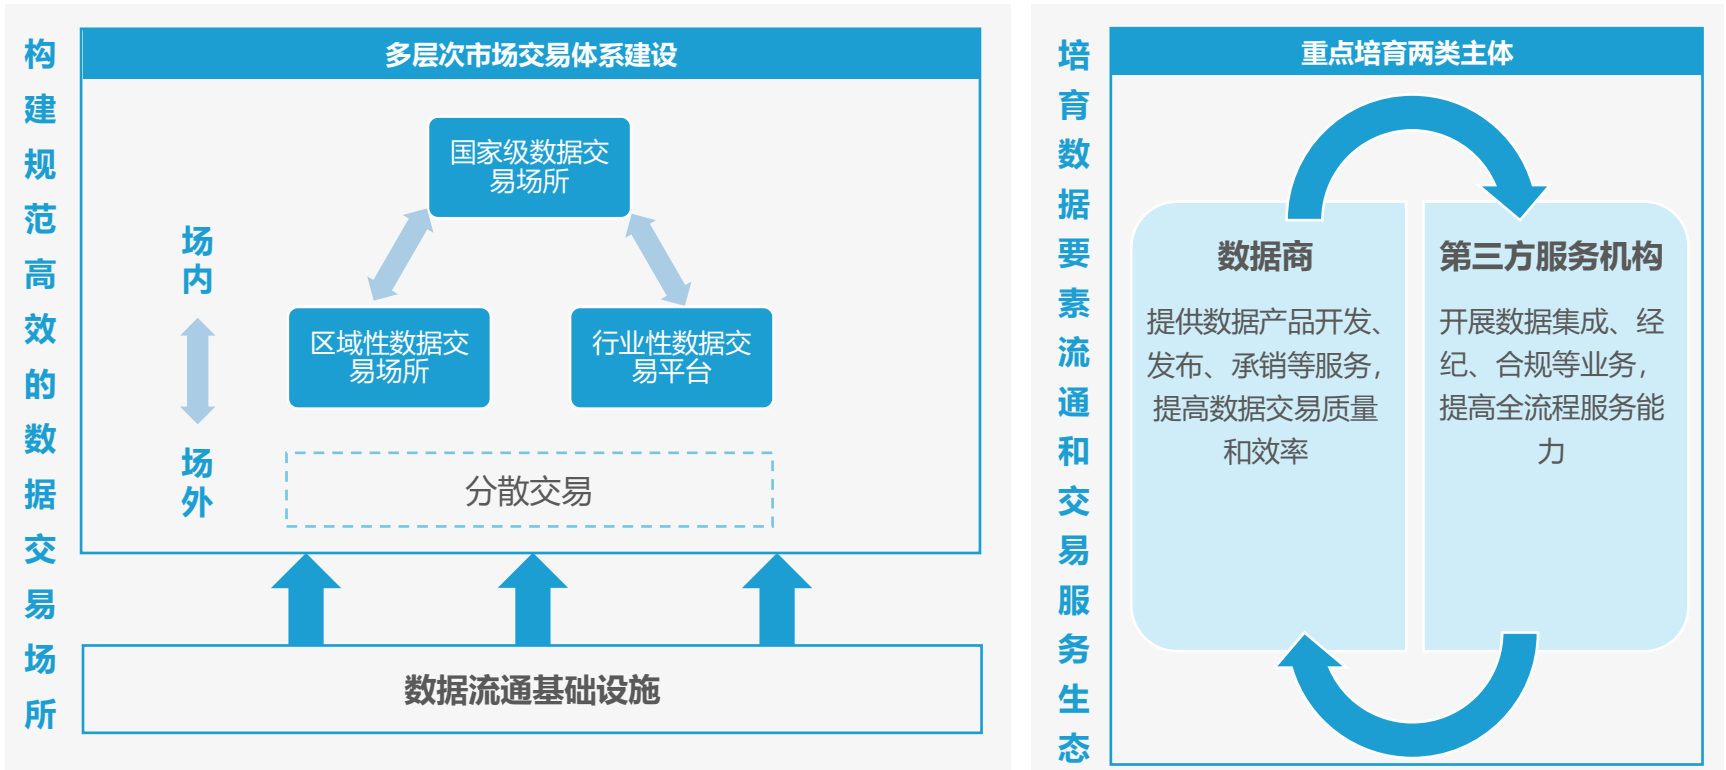 构建规范高效的数据交易场所
多层次市场交易体系建设
国家级数据交
易场所
场内
区域性数据交
易场所
行业性数据交
易平台
场外
分散交易
数据流通基础设施
培育数据要素流通和交易服务生态
重点培育两类主体
数据商
提供数据产品开发、
发布、承销等服务，
提高数据交易质量
和效率
第三方服务机构
开展数据集成、经
纪、合规等业务，
提高全流程服务能
力